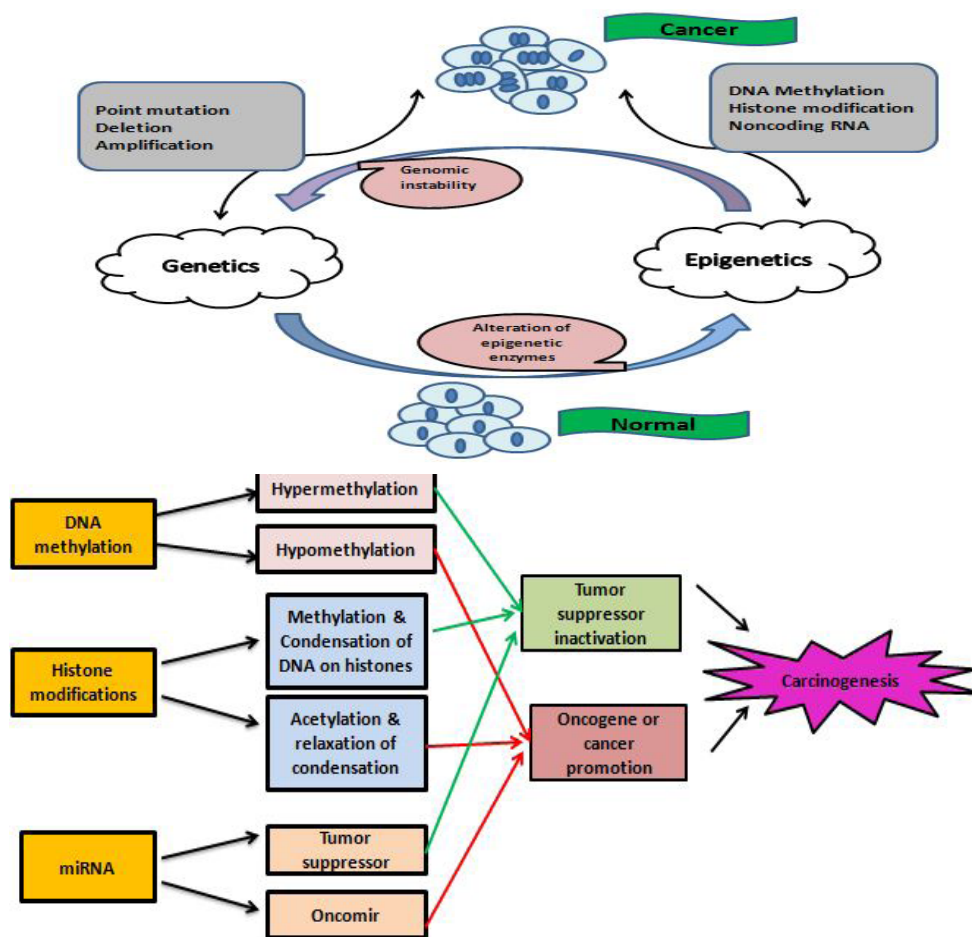 Cancer
Point mutation
Deletion
Amplification
DNA Methylation
Histone modification
Noncoding RNA
Genomic
instability
Genetics
Epigenetics
Alteration of
epigenetic
enzymes
Normal
DNA
methylation
Hypermethylation
Hypomethylation
Histone
modifications
Methylation &
Condensation of
DNA on histones
Acetylation &
relaxation of
condensation
miRNA
Tumor
suppressor
Oncomir
Tumor
suppressor
inactivation
Oncogene or
cancer
promotion
Carcinogenesis